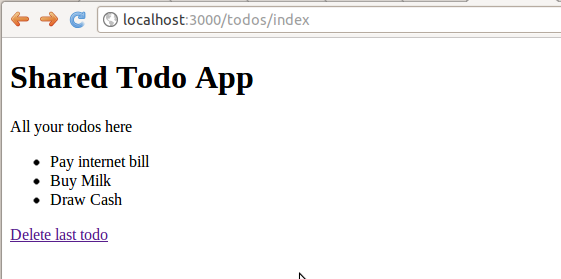 localhost:3000/todos/index
Shared Todo App
All your todos here
Pay internet bill
Buy Milk
Draw Cash
Delete last todo